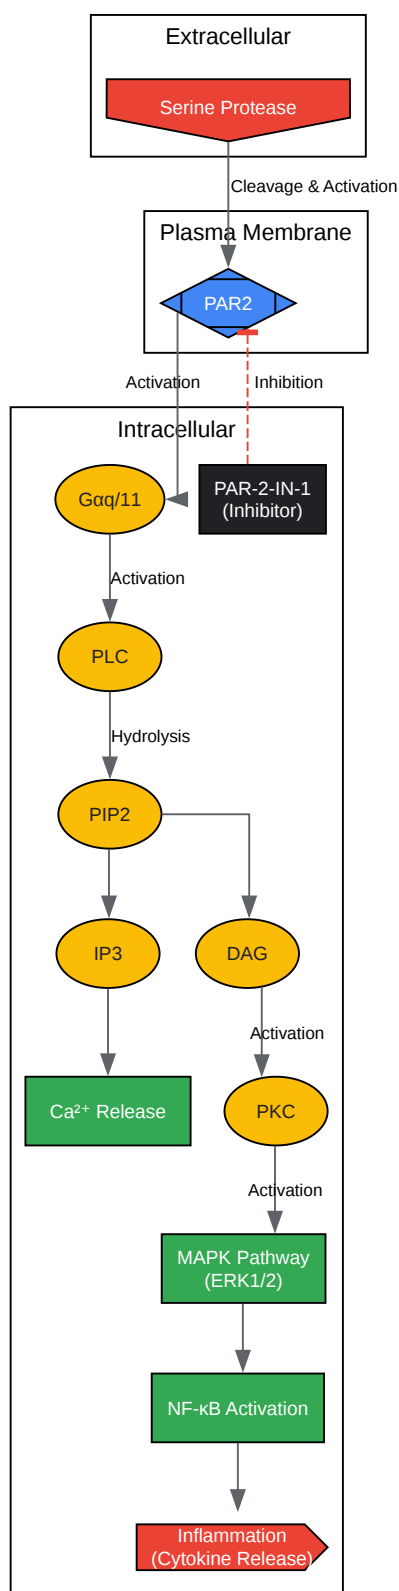 Extracellular
Serine Protease
Cleavage & Activation
Plasma Membrane
PAR2
Activation
Inhibition
Intracellular
Gαq/11
PAR-2-IN-1
(Inhibitor)
Activation
PLC
Hydrolysis
PIP2
IP3
DAG
Activation
Ca²⁺ Release
PKC
Activation
MAPK Pathway
(ERK1/2)
NF-κB Activation
Inflammation
(Cytokine Release)